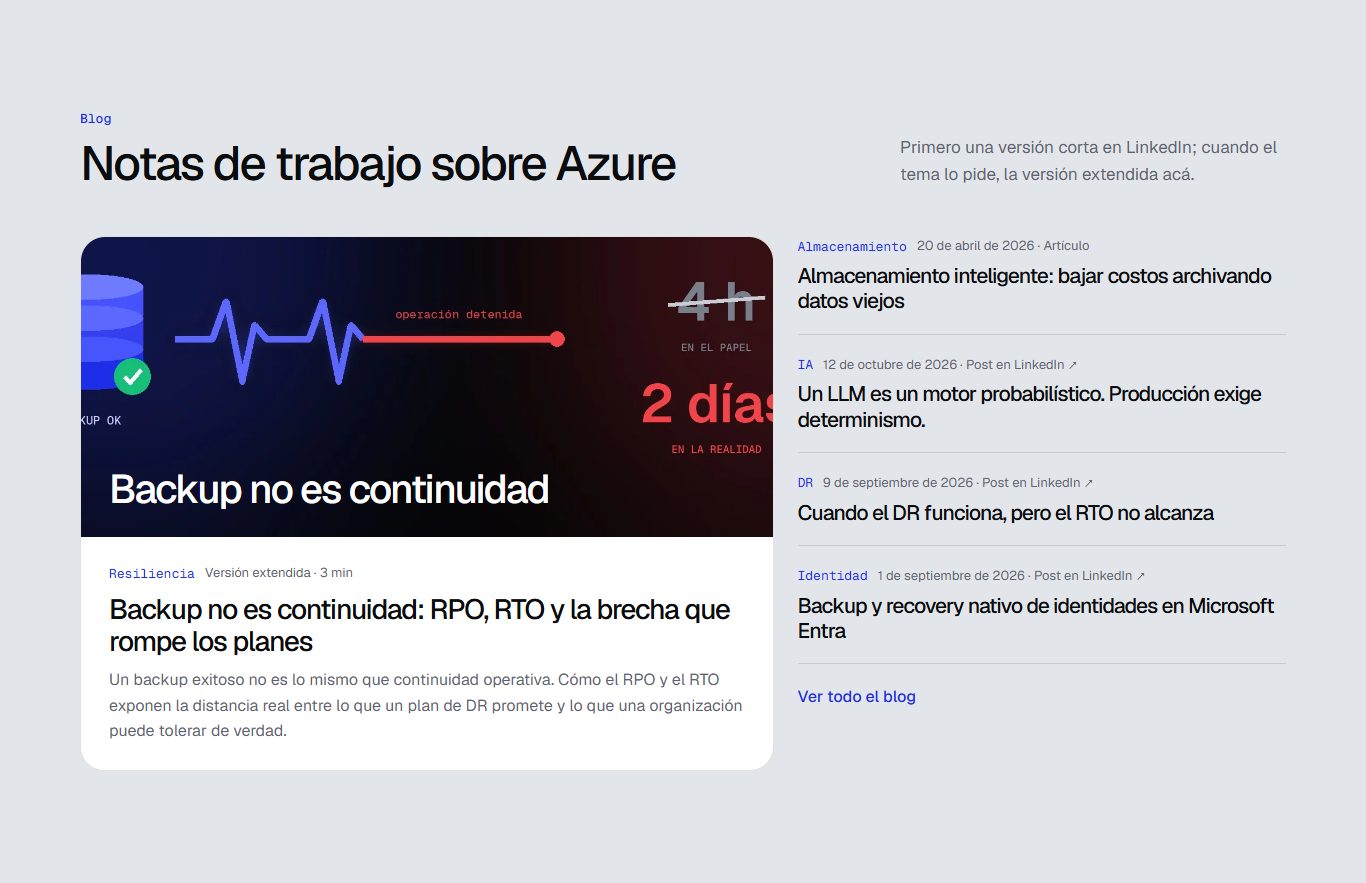 Blog
Notas de trabajo sobre Azure
Primero una versión corta en LinkedIn; cuando el
tema lo pide, la versión extendida acá.
operación detenida
4 h
EN EL PAPEL
2 días
EN LA REALIDAD
KUP OK
Backup no es continuidad
Resiliencia Versión extendida · 3 min
Backup no es continuidad: RPO, RTO y la brecha que
rompe los planes
Un backup exitoso no es lo mismo que continuidad operativa. Cómo el RPO y el RTO
exponen la distancia real entre lo que un plan de DR promete y lo que una organización
puede tolerar de verdad.
Almacenamiento 20 de abril de 2026 · Artículo
Almacenamiento inteligente: bajar costos archivando
datos viejos
IA 12 de octubre de 2026 · Post en LinkedIn ↗
Un LLM es un motor probabilístico. Producción exige
determinismo.
DR 9 de septiembre de 2026 · Post en LinkedIn ↗
Cuando el DR funciona, pero el RTO no alcanza
Identidad 1 de septiembre de 2026 · Post en LinkedIn ↗
Backup y recovery nativo de identidades en Microsoft
Entra
Ver todo el blog